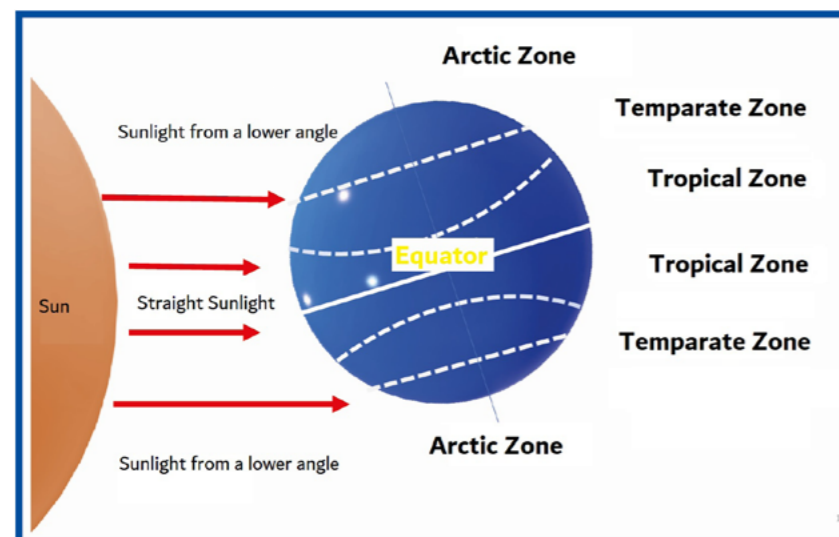 Arctic Zone
Temparate Zone
Sunlight from a lower angle
Tropical Zone
Equator
Tropical Zone
Sun
Straight Sunlight
Temparate Zone
Arctic Zone
Sunlight from a lower angle